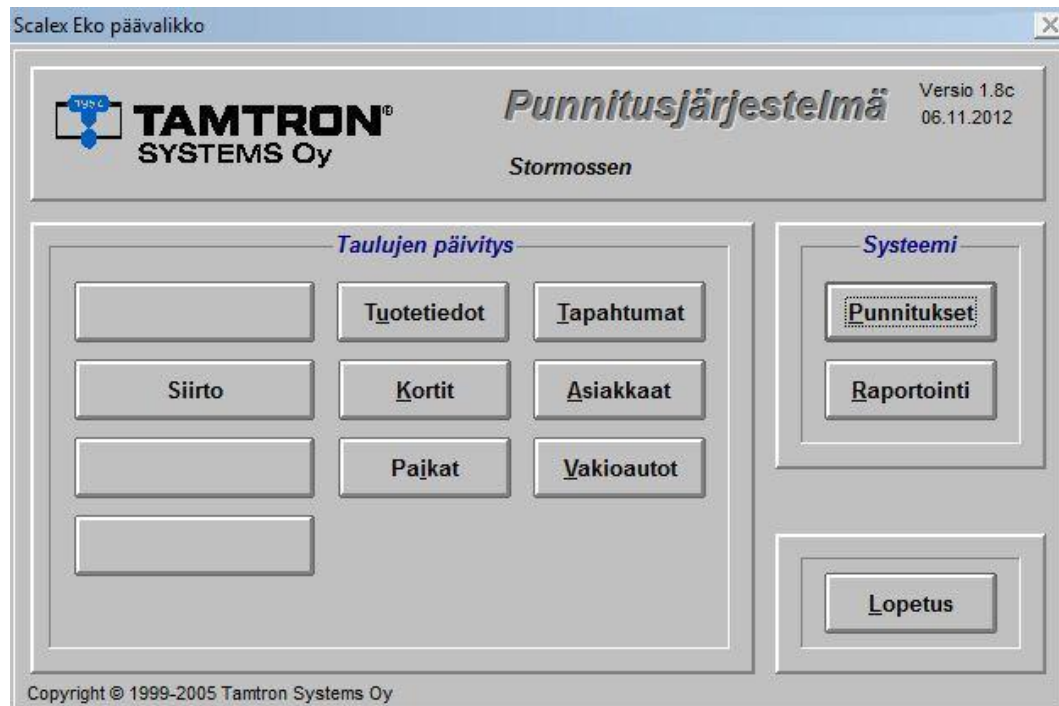 Scalex Eko päävalikko
1952
TAMTRON®
SYSTEMS Oy
Punnitusjärjestelmä
Stormossen
Versio 1.8c
06.11.2012
Taulujen päivitys
Tuotetiedot
Tapahtumat
Siirto
Kortit
Asiakkaat
Paikat
Vakioautot
Systeemi
Punnitukset
Raportointi
Lopetus
Copyright © 1999-2005 Tamtron Systems Oy